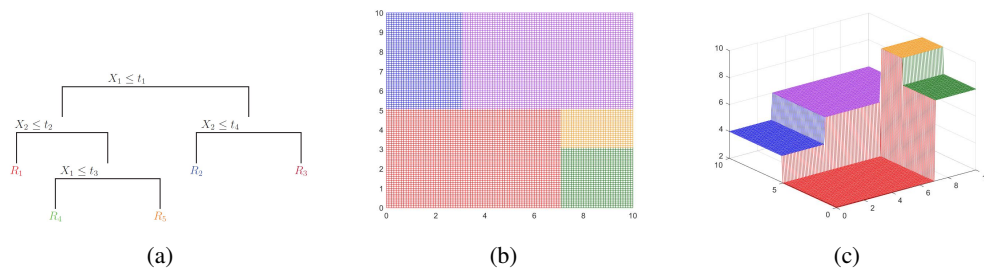 X₁ ≤ t₁
X₂ ≤ t₂
X₂ ≤ t₄
R₁
X₁ ≤ t₃
R₂
R₃
R₄
R₅
(a)
10
9
8
7
6
5
4
3
2
1
0
0 2 4 6 8 10
(b)
10
8
6
4
2
10
5
0
0 2 4 6 8
(c)